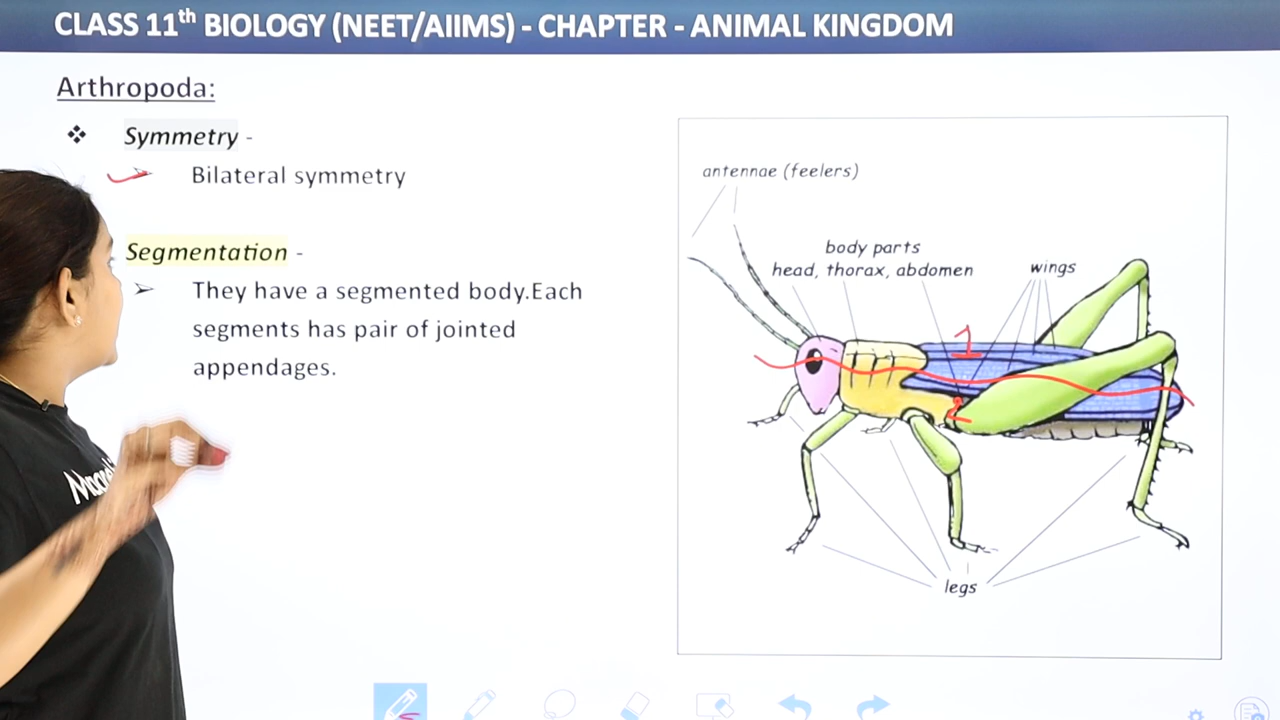 CLASS 11th BIOLOGY (NEET/AIIMS) - CHAPTER - ANIMAL KINGDOM
Arthropoda:
Symmetry -
Bilateral symmetry
Segmentation -
They have a segmented body.Each
segments has pair of jointed
appendages.
antennae (feelers)
body parts
head, thorax, abdomen
wings
legs